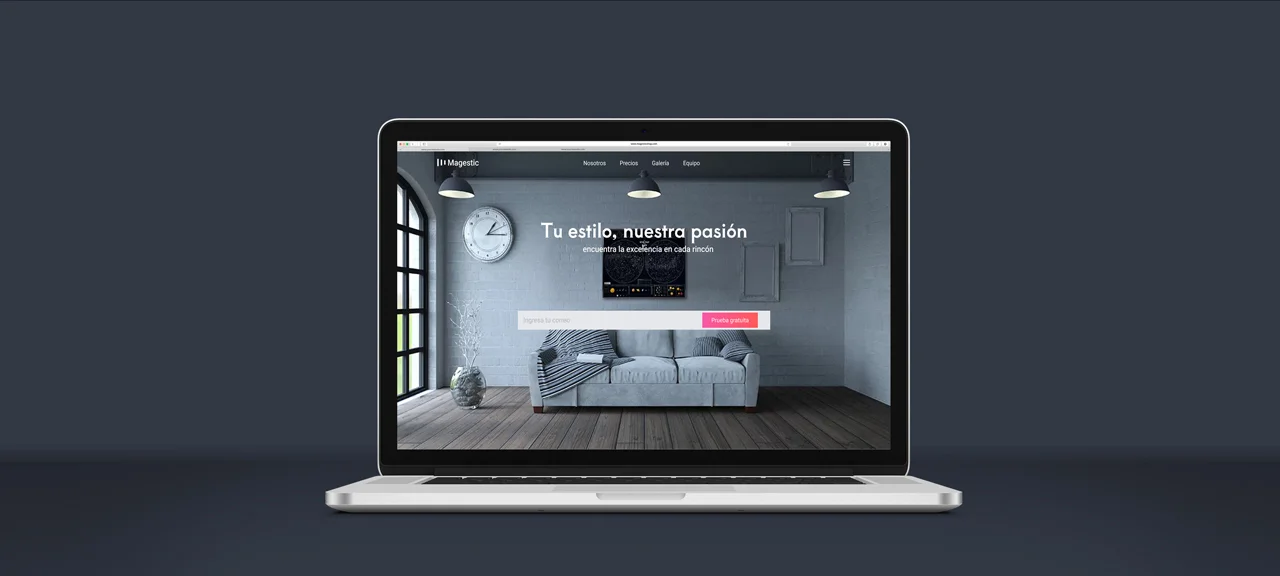 Magestic
Nosotros Precios Galería Equipo
Tu estilo, nuestra pasión
encuentra la excelencia en cada rincón
Ingresa tu correo
Prueba gratuita